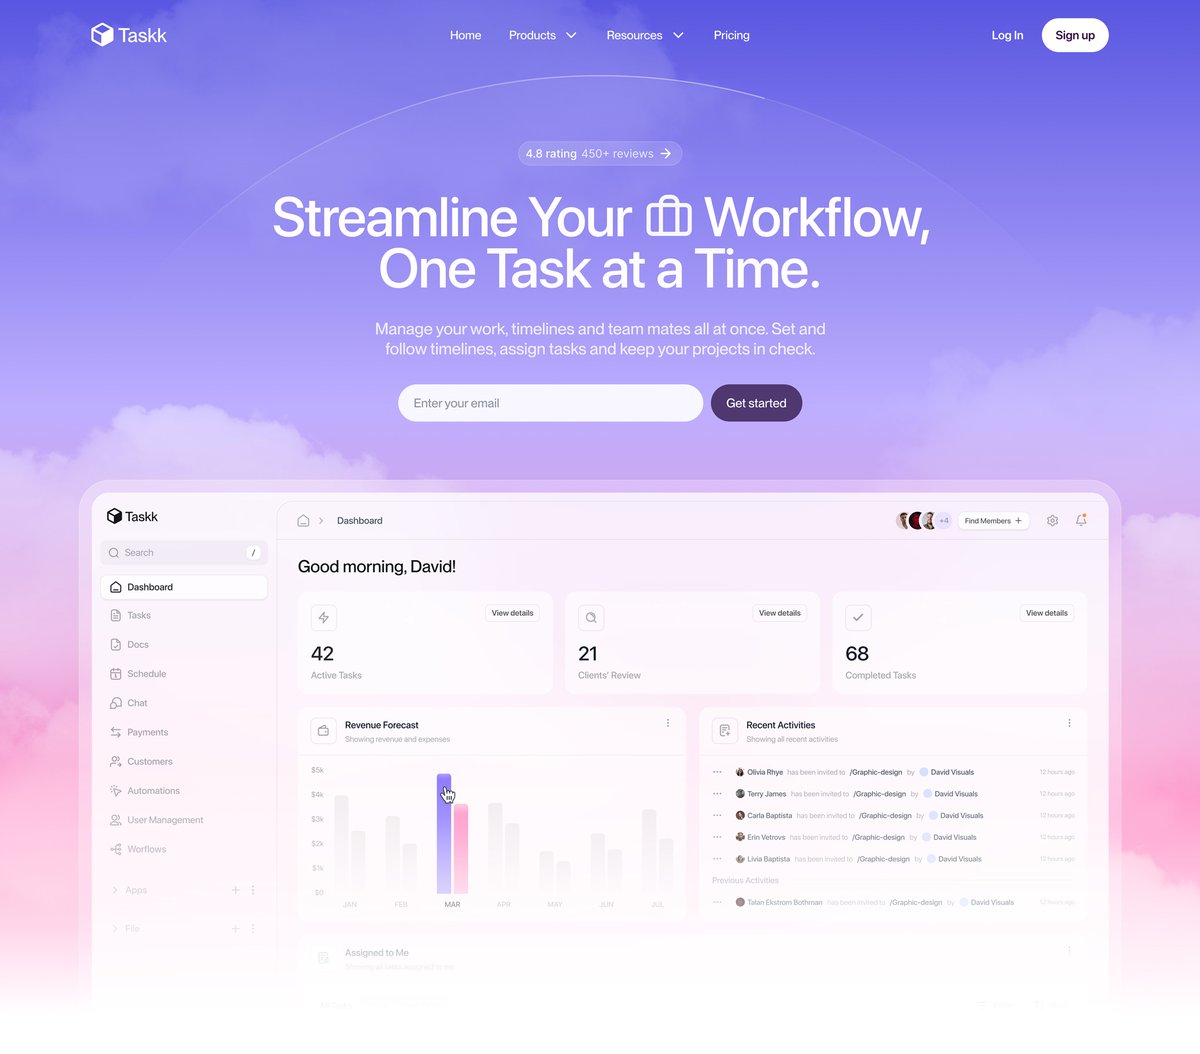 Taskk
Home Products Resources Pricing
Log In Sign up
4.8 rating 450+ reviews
Streamline Your Workflow,
One Task at a Time.
Manage your work, timelines and team mates all at once. Set and
follow timelines, assign tasks and keep your projects in check.
Enter your email
Get started
Taskk
Search /
Dashboard
Tasks
Docs
Schedule
Chat
Payments
Customers
Automations
User Management
Worflows
Apps
File
Dashboard
+4
Find Members +
Good morning, David!
View details
42
Active Tasks
View details
21
Clients' Review
View details
68
Completed Tasks
Revenue Forecast
Showing revenue and expenses
$5k
$4k
$3k
$2k
$1k
$0
JAN FEB MAR APR MAY JUN JUL
Recent Activities
Showing all recent activities
Olivia Rhye has been invited to /Graphic-design by David Visuals 12 hours ago
Terry James has been invited to /Graphic-design by David Visuals 12 hours ago
Carla Baptista has been invited to /Graphic-design by David Visuals 12 hours ago
Erin Vetrovs has been invited to /Graphic-design by David Visuals 12 hours ago
Livia Baptista has been invited to /Graphic-design by David Visuals 12 hours ago
Previous Activities
Talan Ekstrom Bothman has been invited to /Graphic-design by David Visuals 12 hours ago
Assigned to Me
Showing all tasks assigned to me